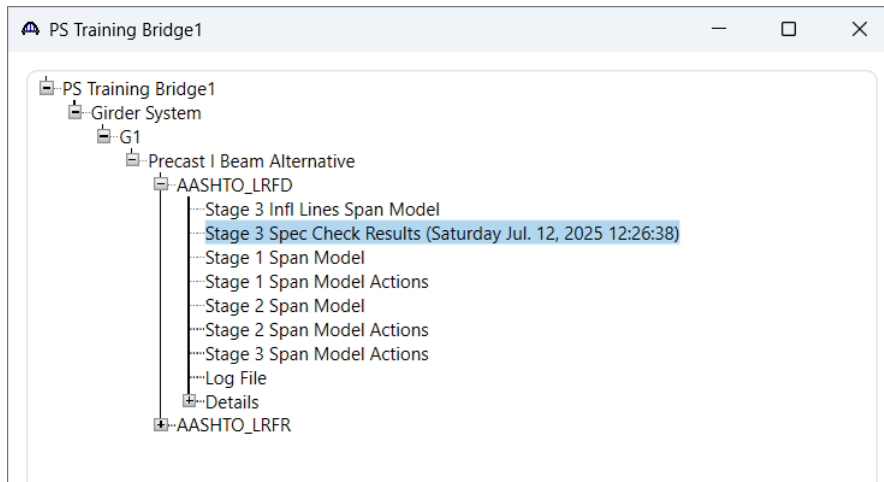 PS Training Bridge1
PS Training Bridge1
Girder System
G1
Precast I Beam Alternative
AASHTO_LRFD
Stage 3 Infl Lines Span Model
Stage 3 Spec Check Results (Saturday Jul. 12, 2025 12:26:38)
Stage 1 Span Model
Stage 1 Span Model Actions
Stage 2 Span Model
Stage 2 Span Model Actions
Stage 3 Span Model Actions
Log File
Details
AASHTO_LRFR